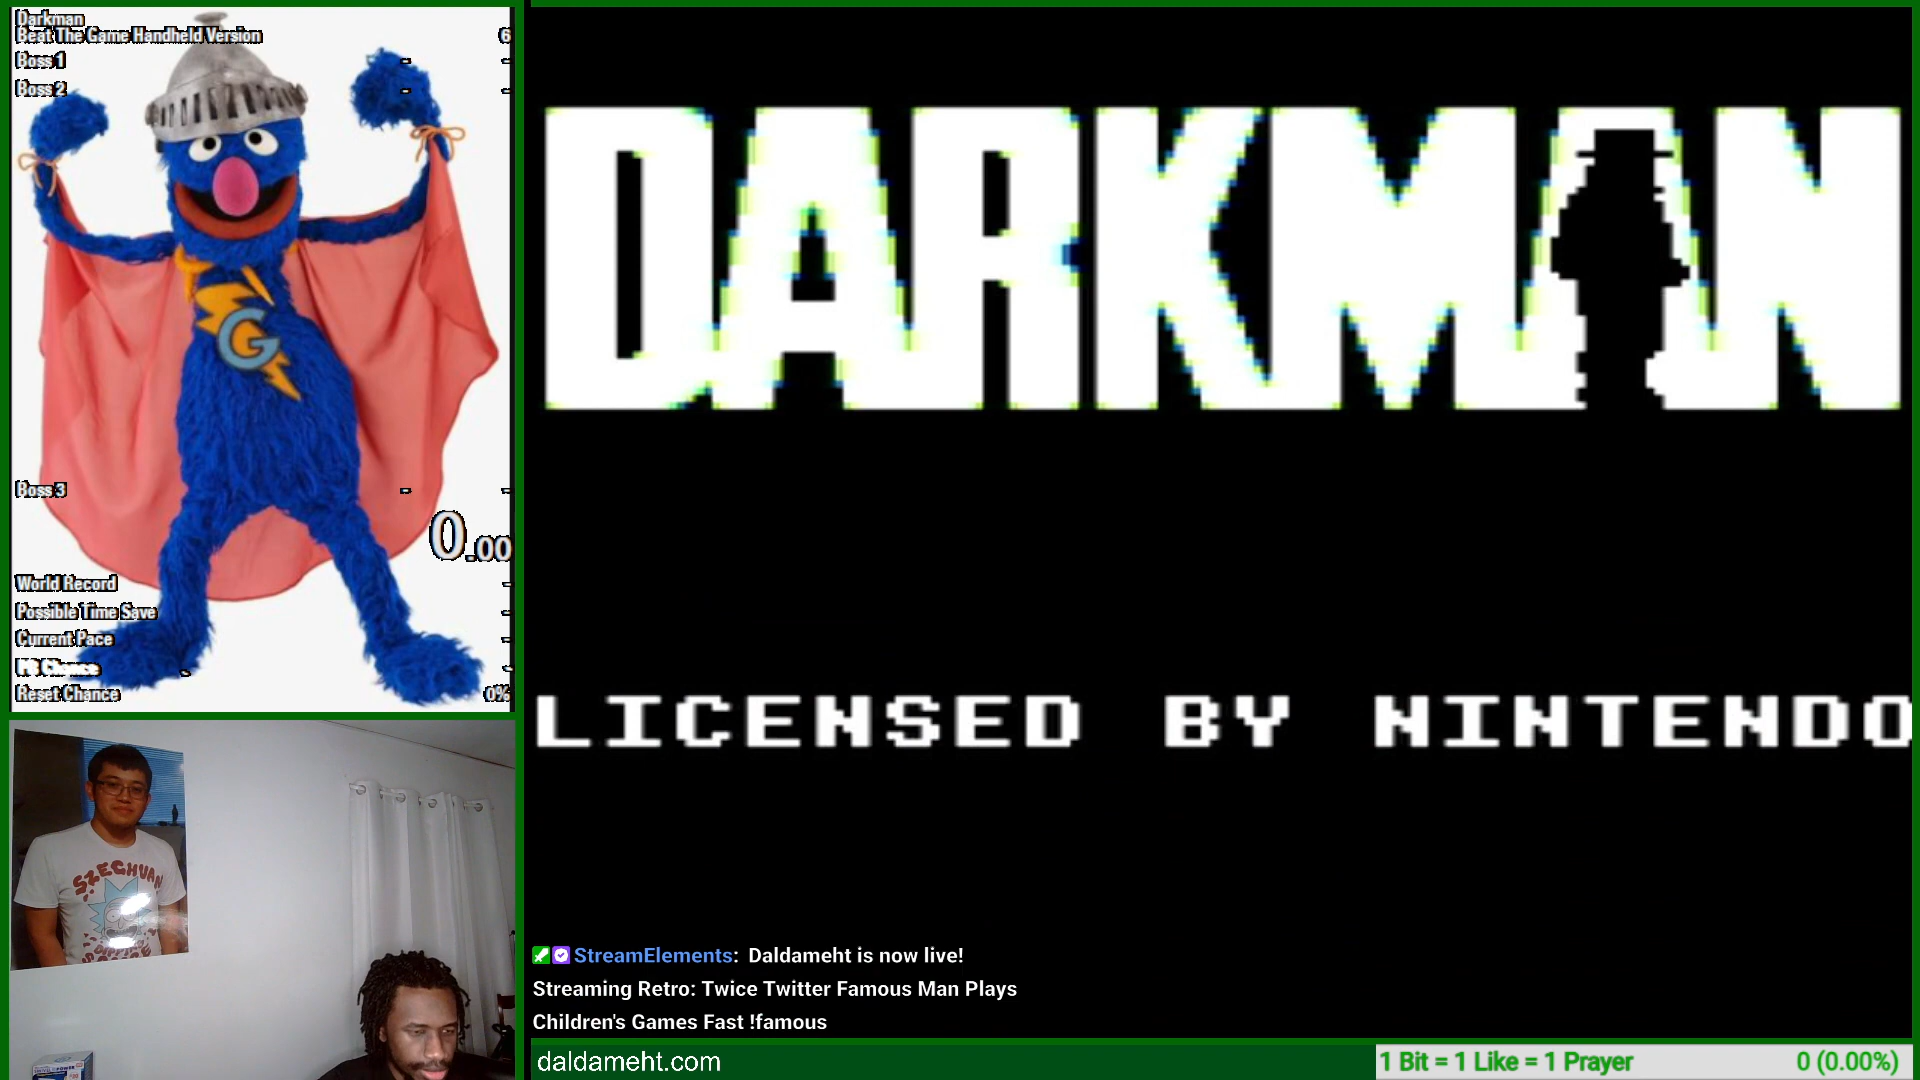 Darkman
Beat The Game Handheld Version 6
Boss 1 - -
Boss 2 - -
G
Boss 3 - -
0.00
World Record -
Possible Time Save -
Current Pace -
PB Chance - -
Reset Chance 0%
DARKMAN
LICENSED BY NINTENDO
SZECHUAN
StreamElements: Daldameht is now live!
Streaming Retro: Twice Twitter Famous Man Plays
Children's Games Fast !famous
daldameht.com
1 Bit = 1 Like = 1 Prayer 0 (0.00%)